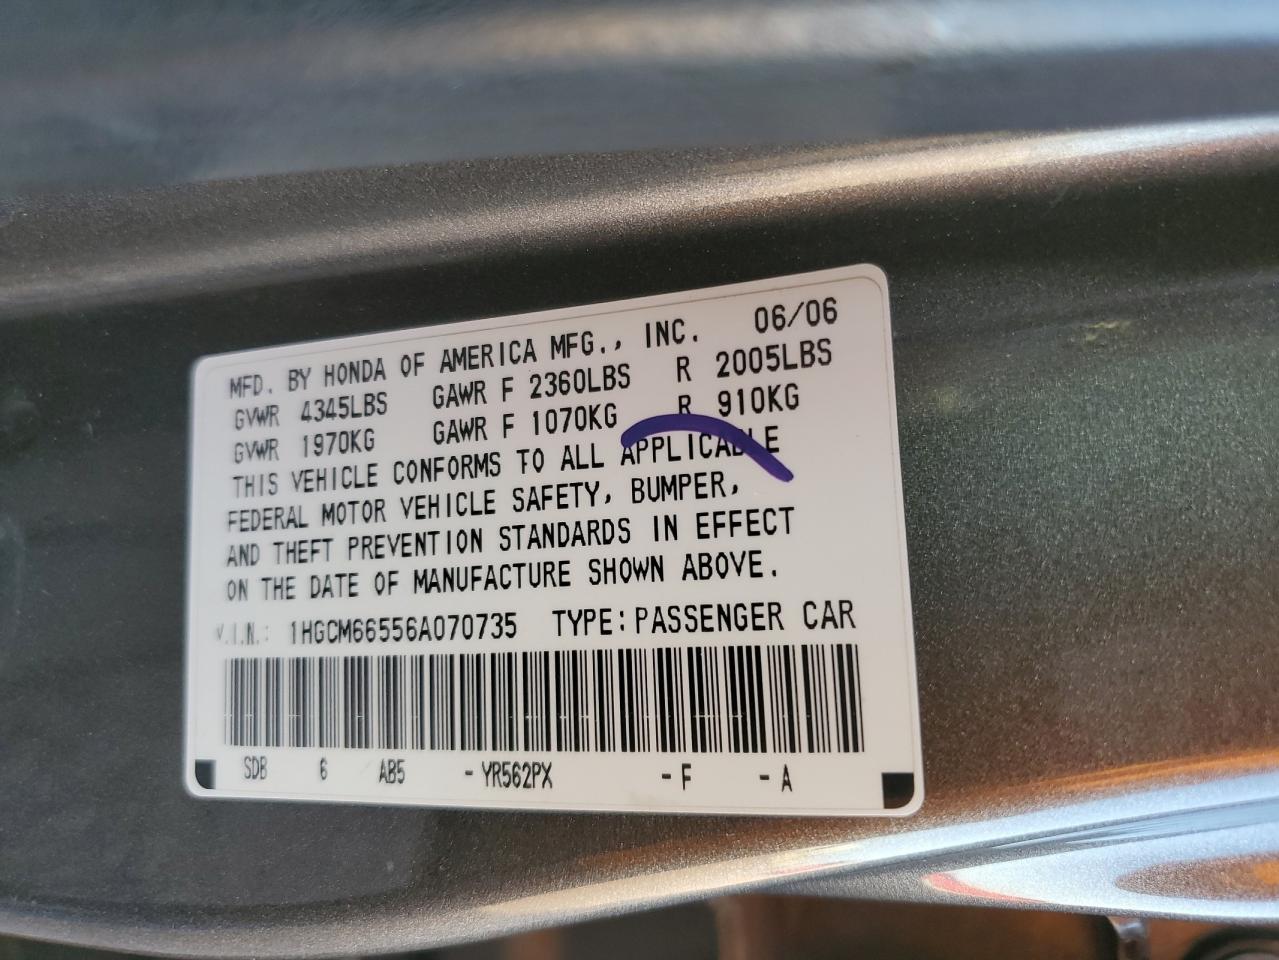 MFD. BY HONDA OF AMERICA MFG., INC. 06/06
GVWR 4345LBS GAWR F 2360LBS R 2005LBS
GVWR 1970KG GAWR F 1070KG R 910KG
THIS VEHICLE CONFORMS TO ALL APPLICABLE
FEDERAL MOTOR VEHICLE SAFETY, BUMPER,
AND THEFT PREVENTION STANDARDS IN EFFECT
ON THE DATE OF MANUFACTURE SHOWN ABOVE.
V.I.N.: 1HGCM66556A070735 TYPE: PASSENGER CAR
SDB 6 AB5 -YR562PX -F -A